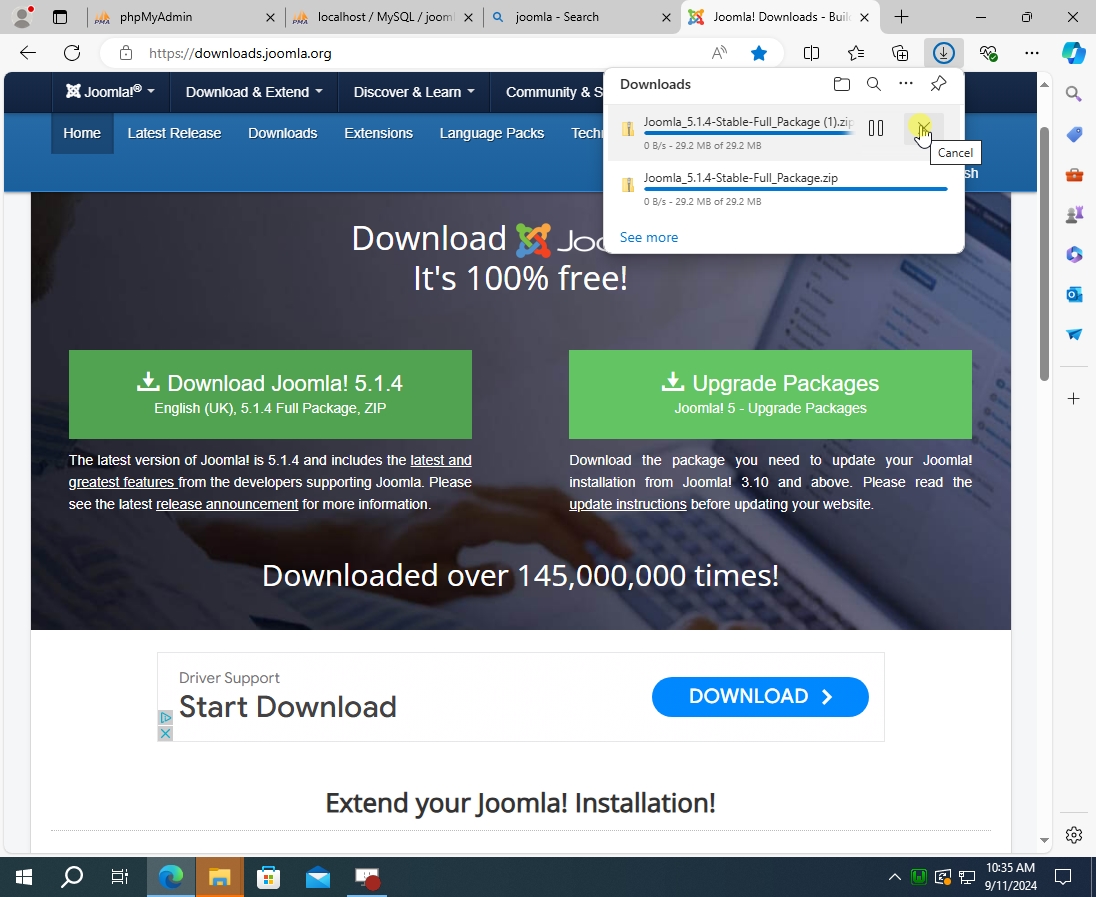 phpMyAdmin
localhost / MySQL / jooml
joomla - Search
Joomla! Downloads - Buil
https://downloads.joomla.org
Joomla!®
Download & Extend
Discover & Learn
Community & S
Home
Latest Release
Downloads
Extensions
Language Packs
Techn
sh
Downloads
Joomla_5.1.4-Stable-Full_Package (1).zip
0 B/s - 29.2 MB of 29.2 MB
Cancel
Joomla_5.1.4-Stable-Full_Package.zip
0 B/s - 29.2 MB of 29.2 MB
See more
Download Joo
It's 100% free!
Download Joomla! 5.1.4
English (UK), 5.1.4 Full Package, ZIP
The latest version of Joomla! is 5.1.4 and includes the latest and
greatest features from the developers supporting Joomla. Please
see the latest release announcement for more information.
Upgrade Packages
Joomla! 5 - Upgrade Packages
Download the package you need to update your Joomla!
installation from Joomla! 3.10 and above. Please read the
update instructions before updating your website.
Downloaded over 145,000,000 times!
Driver Support
Start Download
DOWNLOAD
Extend your Joomla! Installation!
10:35 AM
9/11/2024